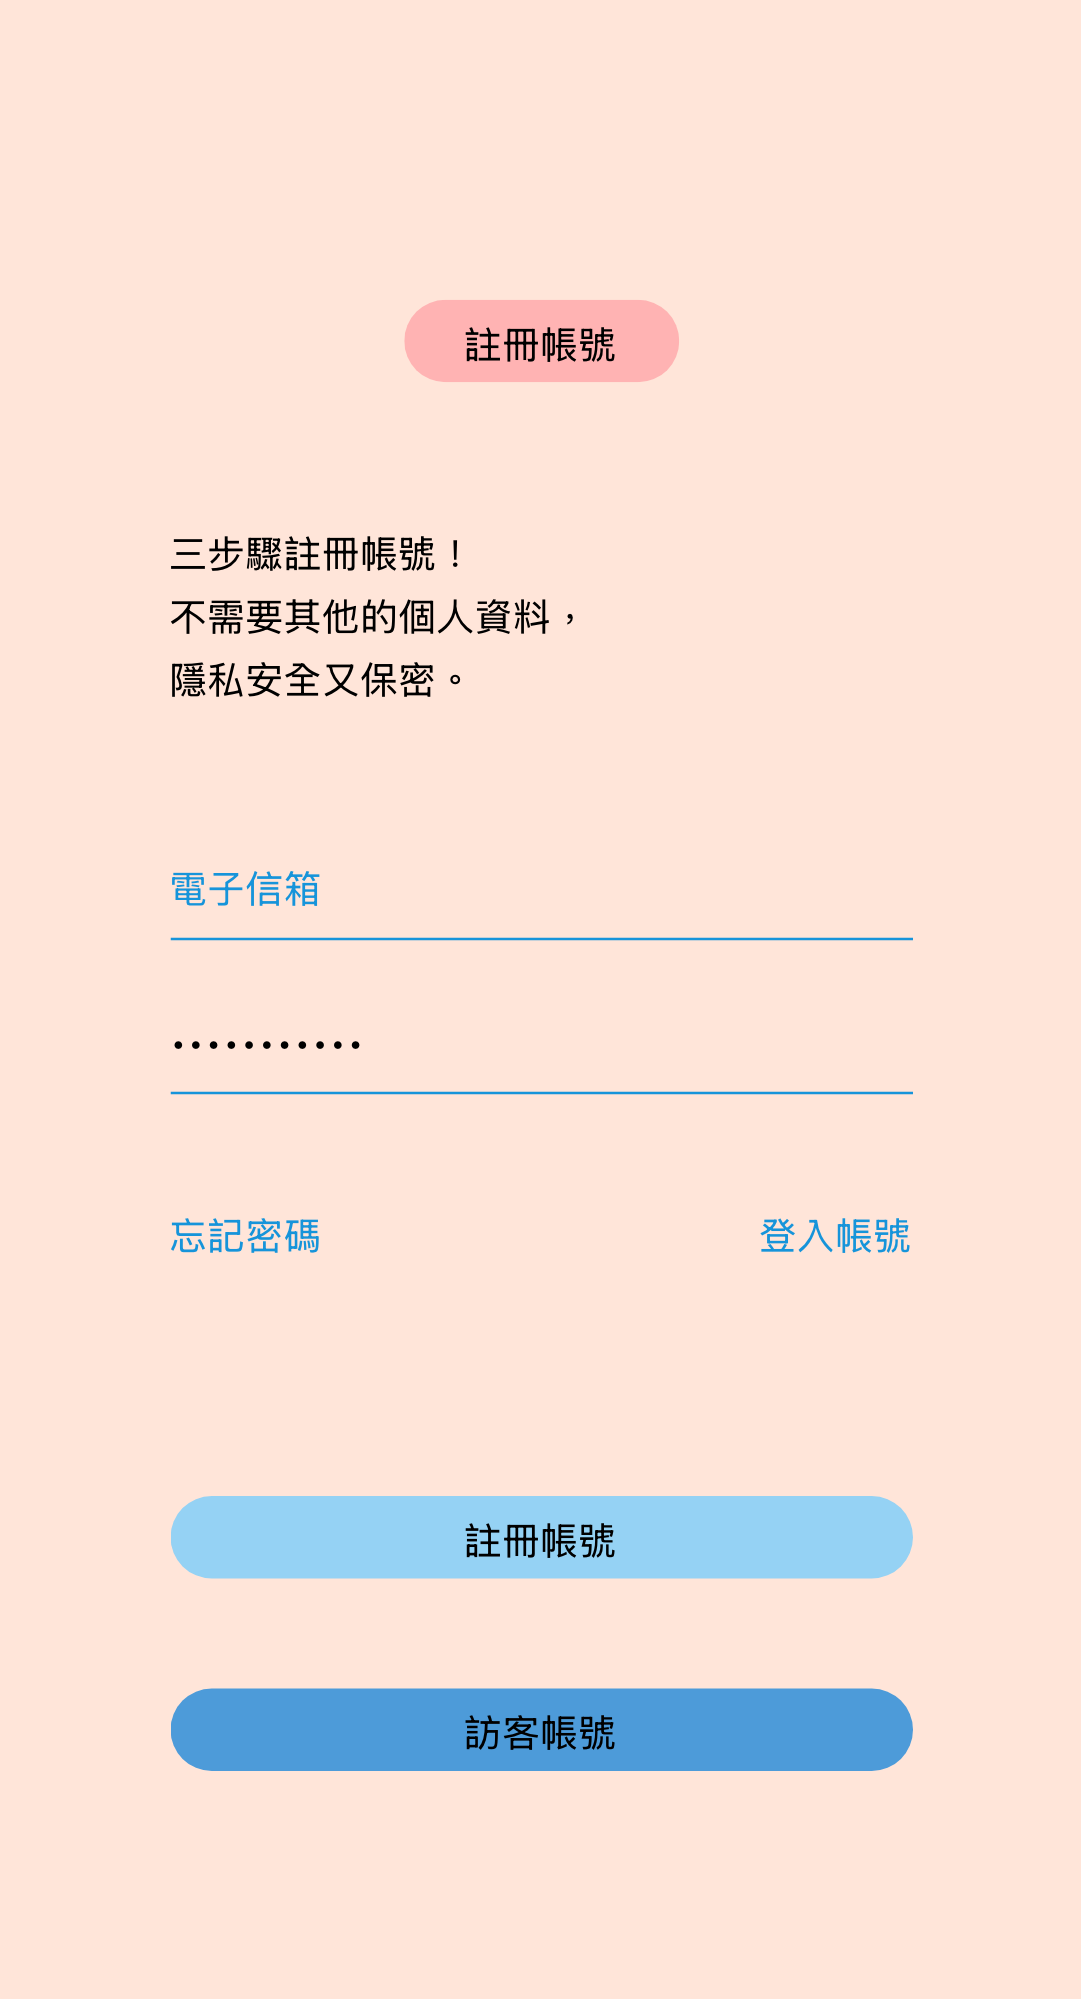 註冊帳號
三步驟註冊帳號！
不需要其他的個人資料，
隱私安全又保密。
電子信箱
...........
忘記密碼
登入帳號
註冊帳號
訪客帳號